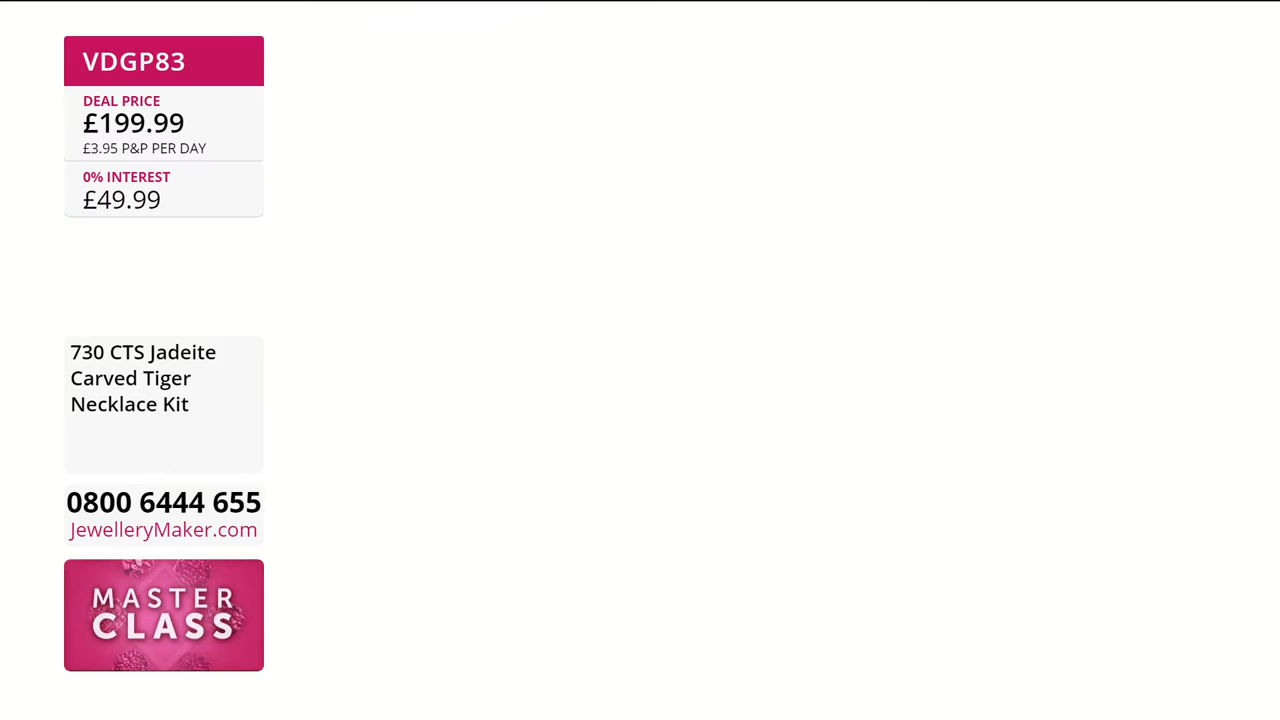 VDGP83
DEAL PRICE
£199.99
£3.95 P&P PER DAY
0% INTEREST
£49.99
730 CTS Jadeite
Carved Tiger
Necklace Kit
0800 6444 655
JewelleryMaker.com
MASTER
CLASS